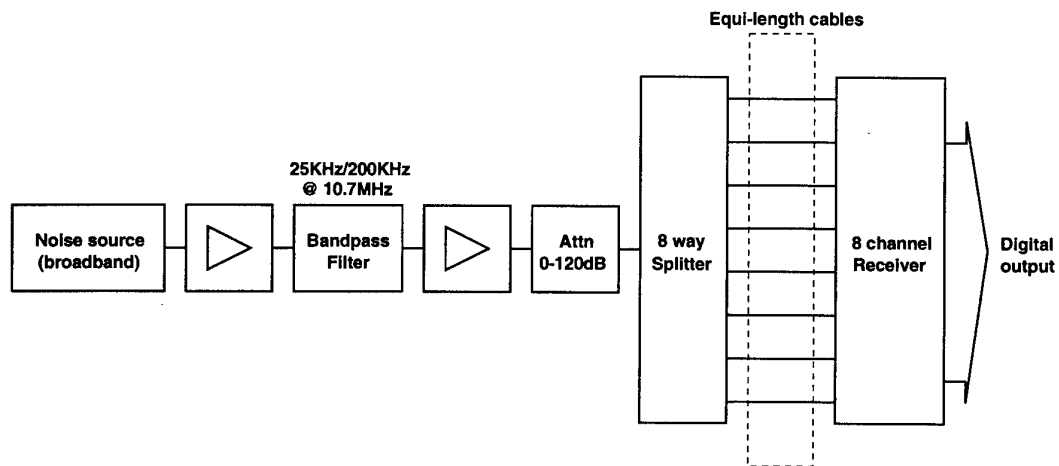 Equi-length cables
25KHz/200KHz
@ 10.7MHz
Noise source
(broadband)
Bandpass
Filter
Attn
0-120dB
8 way
Splitter
8 channel
Receiver
Digital
output